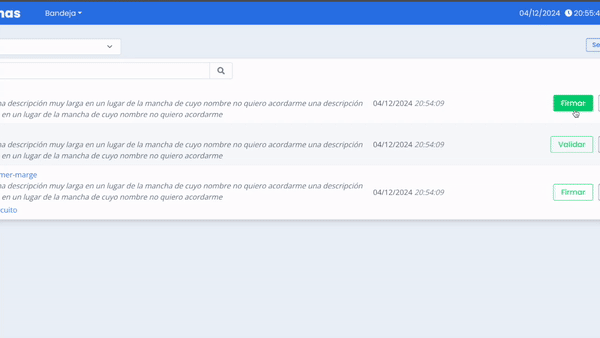 nas Bandeja 04/12/2024 20:55:4
Se
na descripción muy larga en un lugar de la mancha de cuyo nombre no quiero acordarme una descripción
en un lugar de la mancha de cuyo nombre no quiero acordarme
04/12/2024 20:54:09
Firmar
na descripción muy larga en un lugar de la mancha de cuyo nombre no quiero acordarme una descripción
en un lugar de la mancha de cuyo nombre no quiero acordarme
04/12/2024 20:54:09
Validar
mer-marge
na descripción muy larga en un lugar de la mancha de cuyo nombre no quiero acordarme una descripción
en un lugar de la mancha de cuyo nombre no quiero acordarme
04/12/2024 20:54:09
Firmar
cuito